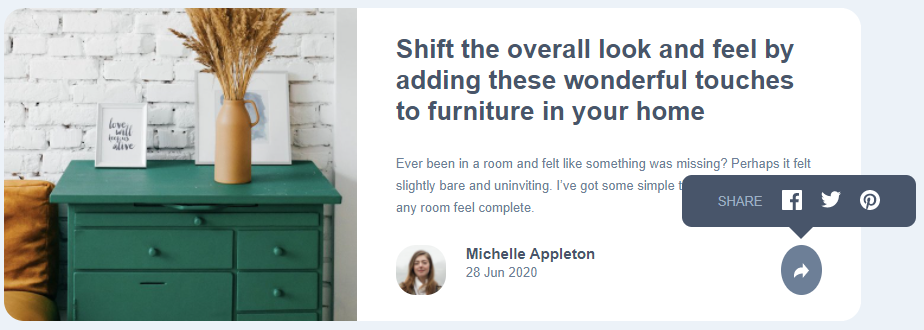 Shift the overall look and feel by
adding these wonderful touches
to furniture in your home
Ever been in a room and felt like something was missing? Perhaps it felt
slightly bare and uninviting. I’ve got some simple
any room feel complete.
SHARE
Michelle Appleton
28 Jun 2020
love
will
alive